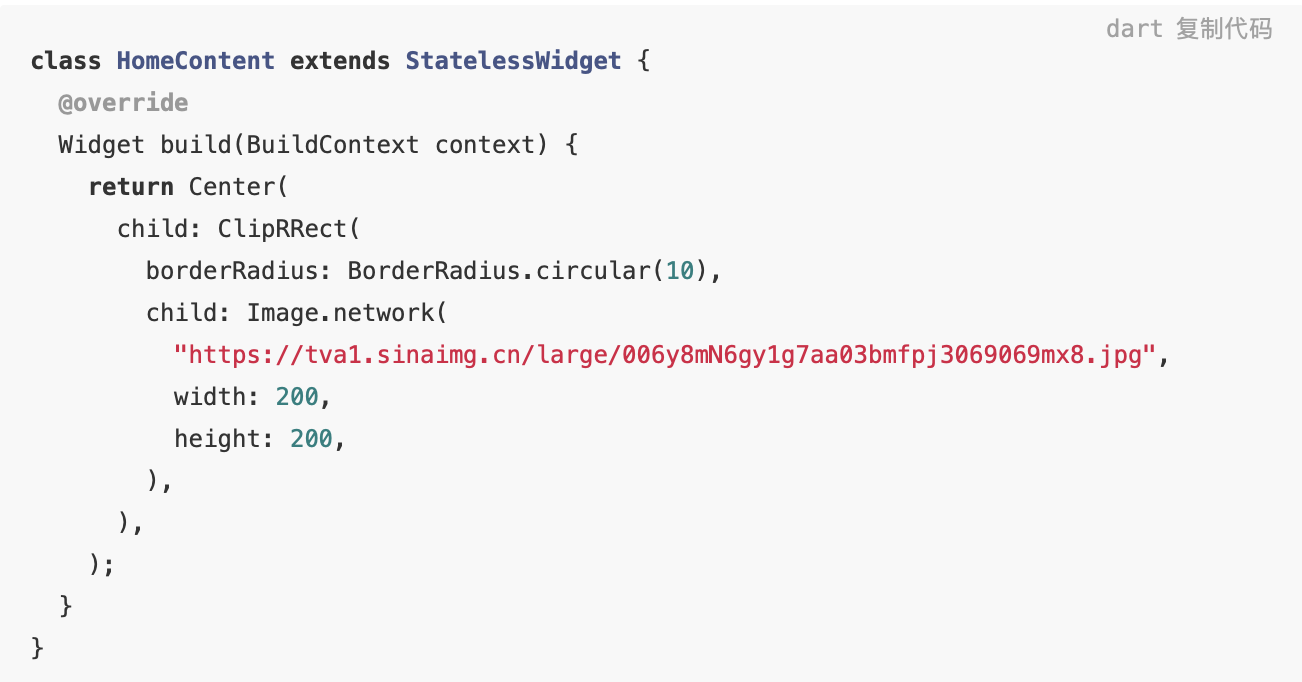 dart 复制代码
class HomeContent extends StatelessWidget {
  @override
  Widget build(BuildContext context) {
    return Center(
      child: ClipRRect(
        borderRadius: BorderRadius.circular(10),
        child: Image.network(
          "https://tva1.sinaimg.cn/large/006y8mN6gy1g7aa03bmfpj3069069mx8.jpg",
          width: 200,
          height: 200,
        ),
      ),
    );
  }
}